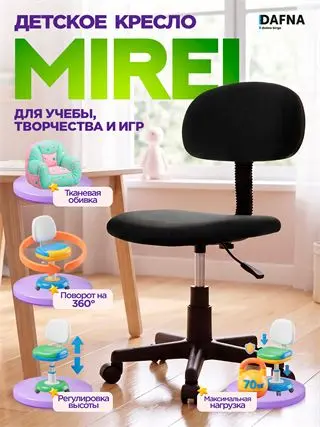 ДЕТСКОЕ КРЕСЛО
DAFNA
MIREI
ДЛЯ УЧЕБЫ,
ТВОРЧЕСТВА И ИГР
Тканевая
обивка
Поворот на
360°
Регулировка
высоты
70кг
Максимальная
нагрузка